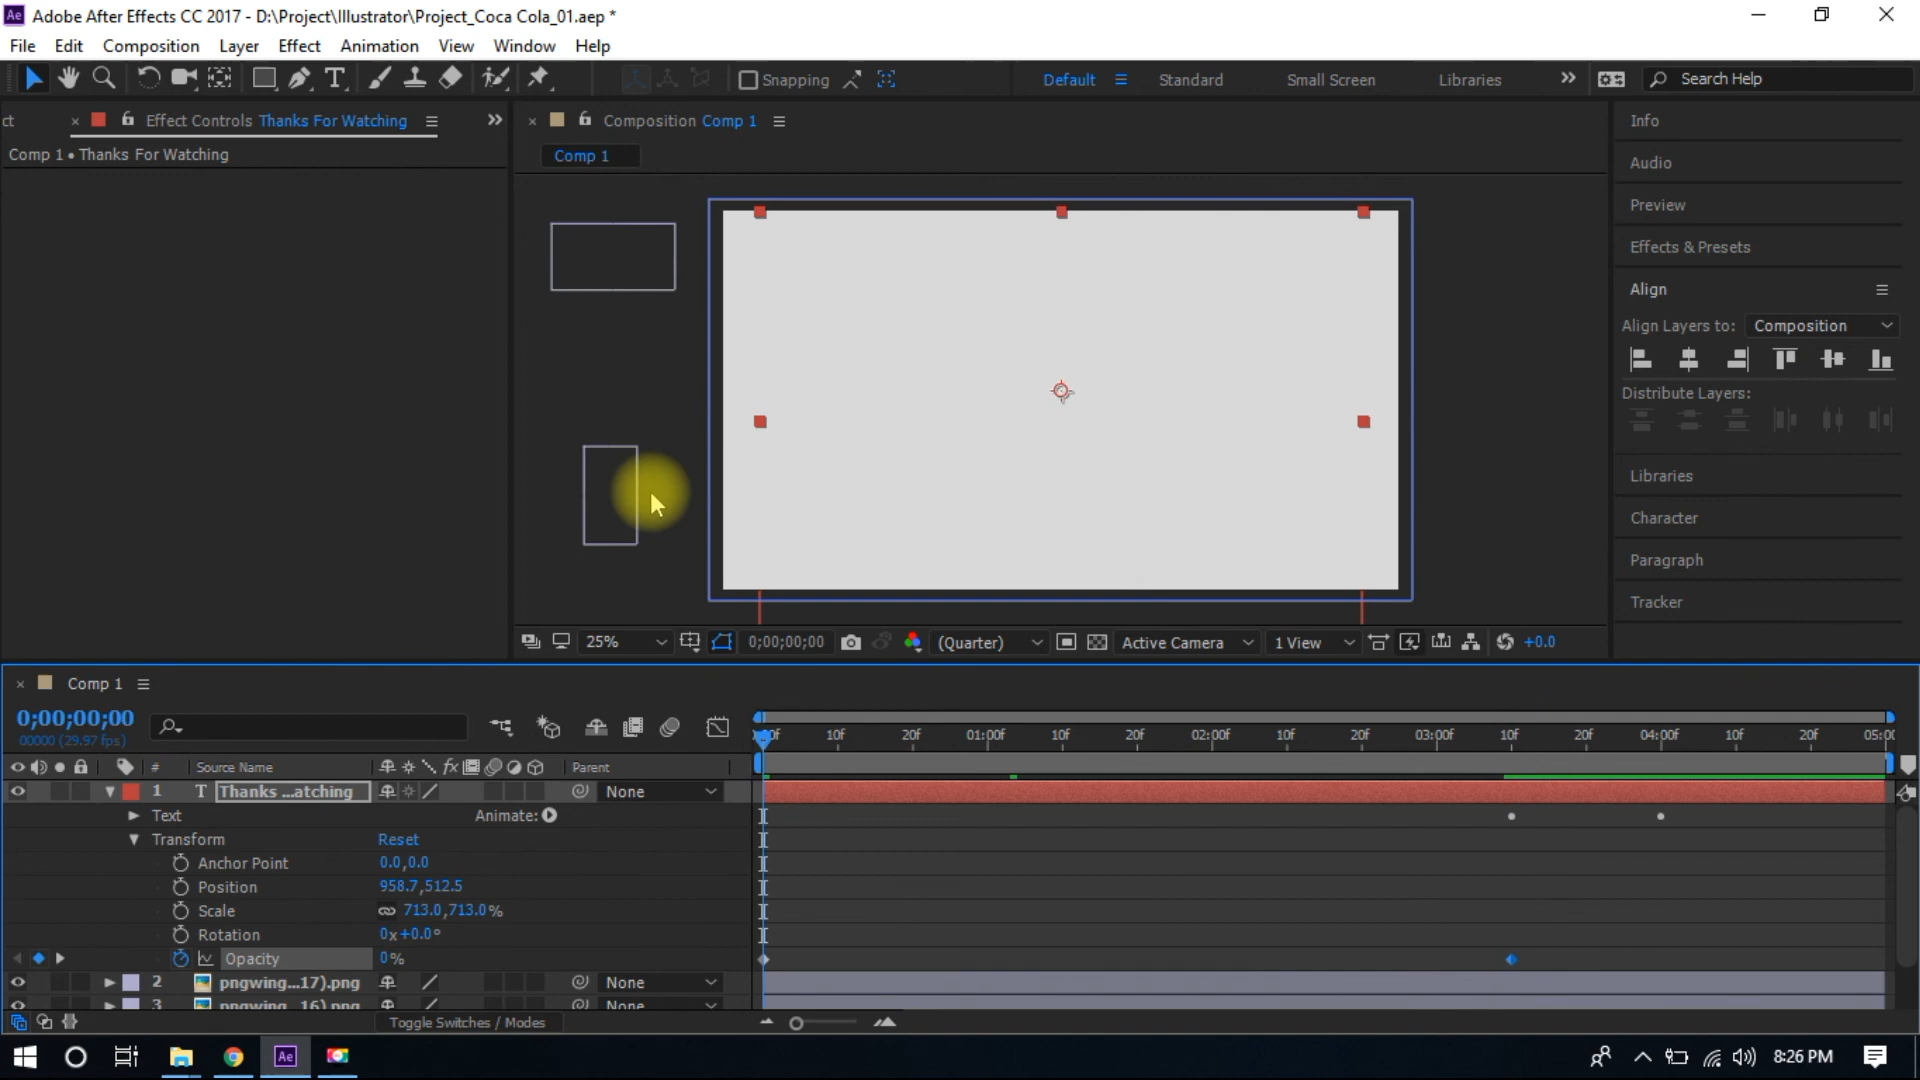 Adobe After Effects CC 2017 - D:\Project\Illustrator\Project_Coca Cola_01.aep *
File Edit Composition Layer Effect Animation View Window Help
Snapping Default Standard Small Screen Libraries Search Help
ct Effect Controls Thanks For Watching
Comp 1 • Thanks For Watching
Composition Comp 1
Comp 1
Info
Audio
Preview
Effects & Presets
Align
Align Layers to: Composition
Distribute Layers:
Libraries
Character
Paragraph
Tracker
25% 0;00;00;00 (Quarter) Active Camera 1 View +0.0
Comp 1
0;00;00;00
00000 (29.97 fps)
10f 20f 01:00f 10f 20f 02:00f 10f 20f 03:00f 10f 20f 04:00f 10f 20f 05:00
# Source Name fx Parent
1 T Thanks ...atching None
Text Animate:
Transform Reset
Anchor Point 0.0,0.0
Position 958.7,512.5
Scale 713.0,713.0%
Rotation 0x+0.0°
Opacity 0%
2 pngwing...17).png None
3 pngwing...16).png None
Toggle Switches / Modes
Ae 8:26 PM